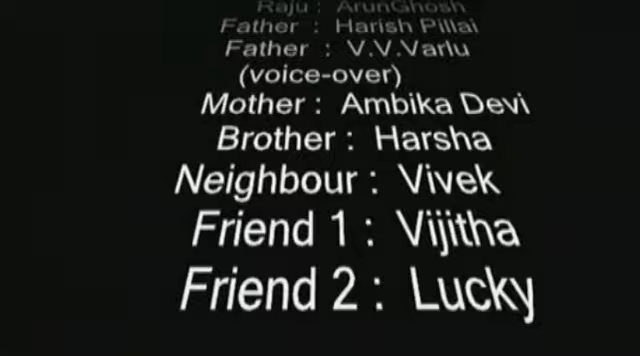 Raju : ArunGhosh
Father : Harish Pillai
Father : V.V.Varlu
(voice-over)
Mother : Ambika Devi
Brother : Harsha
Neighbour : Vivek
Friend 1 : Vijitha
Friend 2 : Lucky